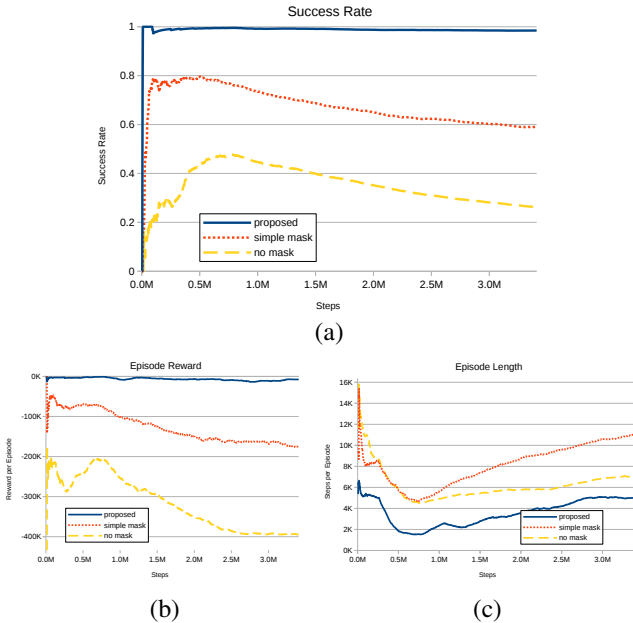 Success Rate
1
0.8
0.6
0.4
0.2
0
Success Rate
proposed
simple mask
no mask
0.0M 0.5M 1.0M 1.5M 2.0M 2.5M 3.0M
Steps
(a)
Episode Reward
0K
-100K
-200K
-300K
-400K
Reward per Episode
proposed
simple mask
no mask
0.0M 0.5M 1.0M 1.5M 2.0M 2.5M 3.0M
Steps
(b)
Episode Length
16K
14K
12K
10K
8K
6K
4K
2K
0K
Steps per Episode
proposed
simple mask
no mask
0.0M 0.5M 1.0M 1.5M 2.0M 2.5M 3.0M
Steps
(c)